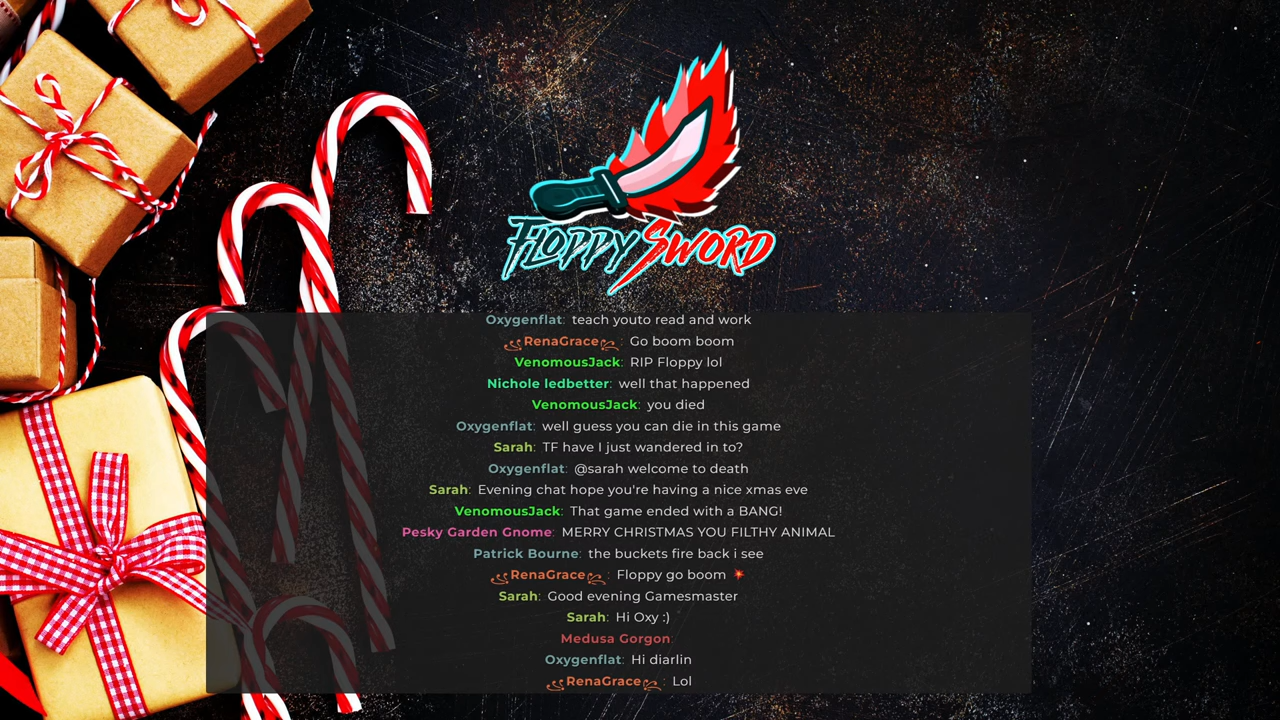 Floppy Sword
Oxygenflat: teach youto read and work
RenaGrace: Go boom boom
VenomousJack: RIP Floppy lol
Nichole ledbetter: well that happened
VenomousJack: you died
Oxygenflat: well guess you can die in this game
Sarah: TF have I just wandered in to?
Oxygenflat: @sarah welcome to death
Sarah: Evening chat hope you're having a nice xmas eve
VenomousJack: That game ended with a BANG!
Pesky Garden Gnome: MERRY CHRISTMAS YOU FILTHY ANIMAL
Patrick Bourne: the buckets fire back i see
RenaGrace: Floppy go boom 💥
Sarah: Good evening Gamesmaster
Sarah: Hi Oxy :)
Medusa Gorgon:
Oxygenflat: Hi diarlin
RenaGrace: Lol